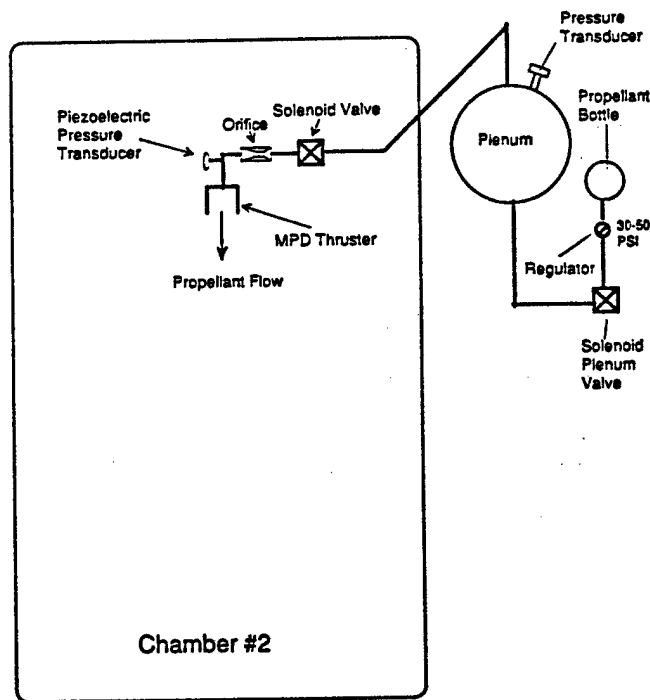 Pressure
Transducer
Propellant
Bottle
Solenoid Valve
Orifice
Piezoelectric
Pressure
Transducer
Plenum
30-50
PSI
MPD Thruster
Regulator
Propellant Flow
Solenoid
Plenum
Valve
Chamber #2